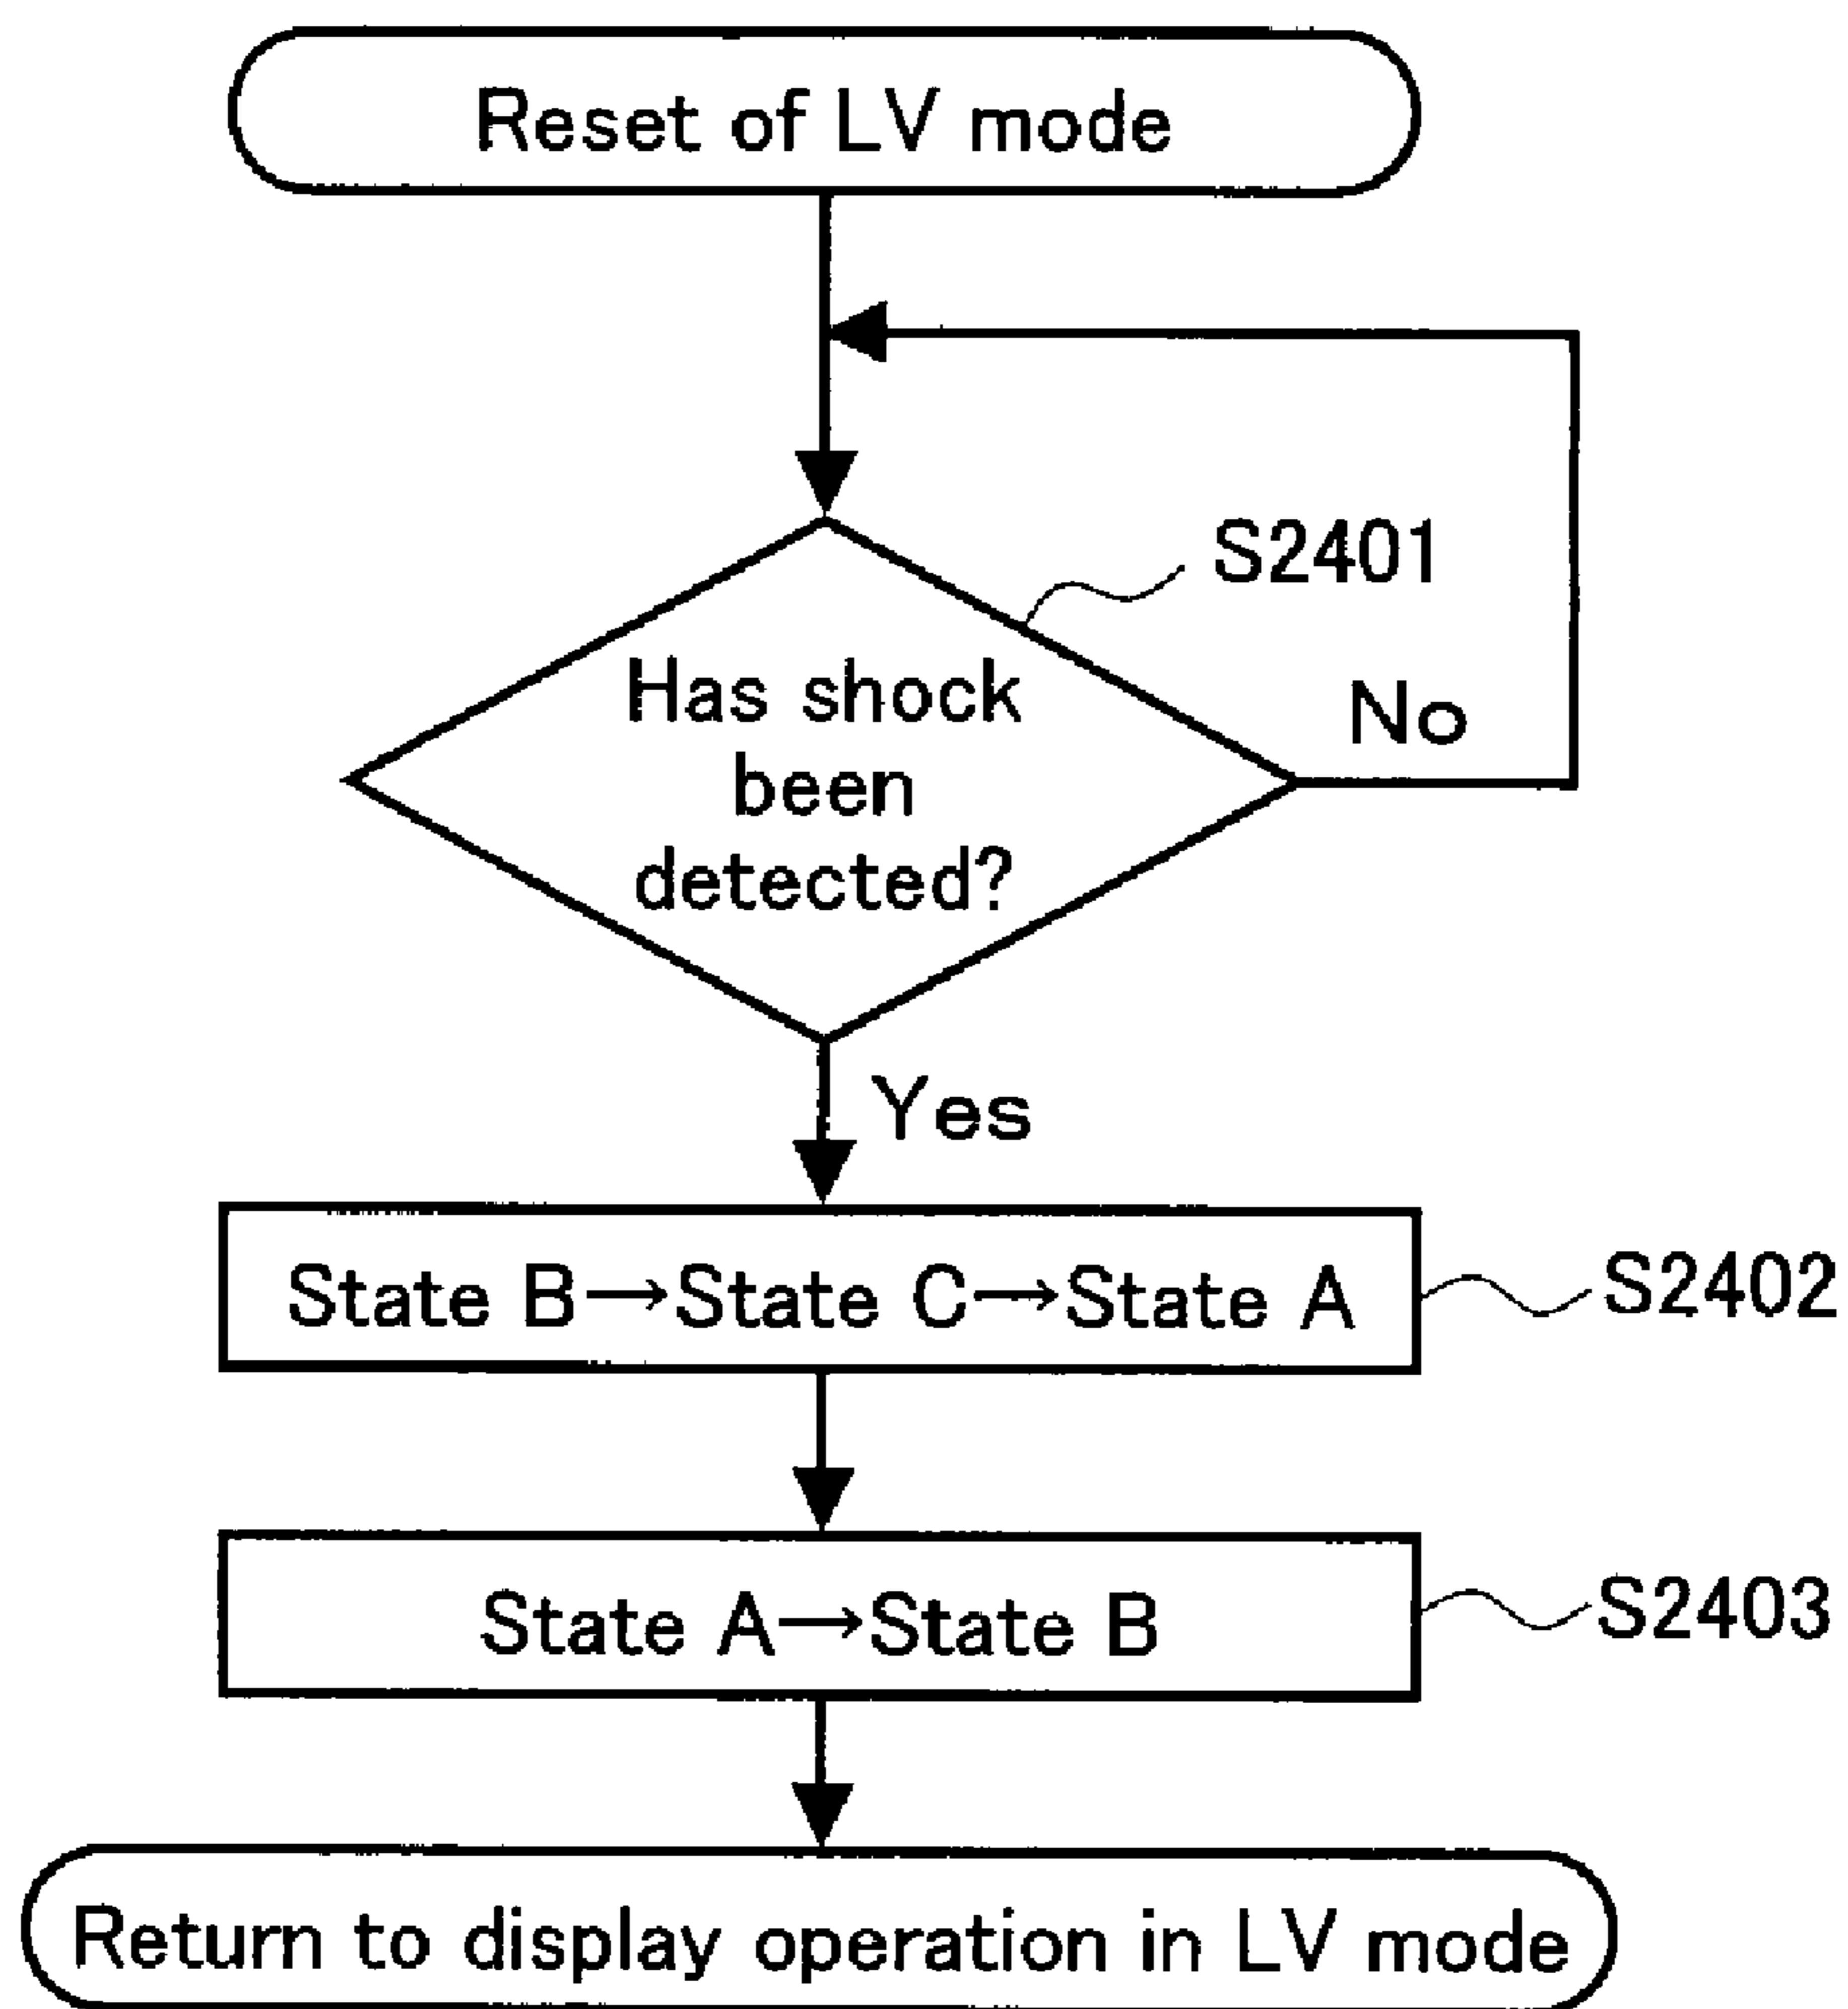 Reset of LV mode
S2401
Has shock
been
detected?
No
Yes
State B→State C→State A
S2402
State A→State B
S2403
Return to display operation in LV mode